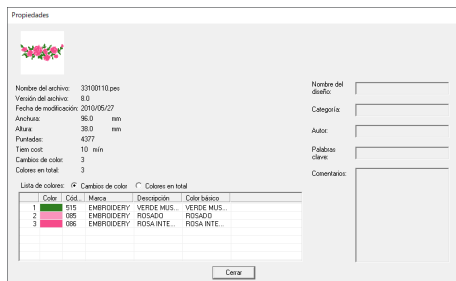 Propiedades
Nombre del archivo: 33100110.pes
Versión del archivo: 8.0
Fecha de modificación: 2010/05/27
Anchura: 96.0 mm
Altura: 38.0 mm
Puntadas: 4377
Tiem cost: 10 min
Cambios de color: 3
Colores en total: 3
Lista de colores: Cambios de color Colores en total
Color Cód... Marca Descripción Color básico
1 515 EMBROIDERY VERDE MUS... VERDE MUS...
2 085 EMBROIDERY ROSADO ROSADO
3 086 EMBROIDERY ROSA INTE... ROSA INTE...
Nombre del
diseño:
Categoría:
Autor:
Palabras
clave:
Comentarios:
Cerrar